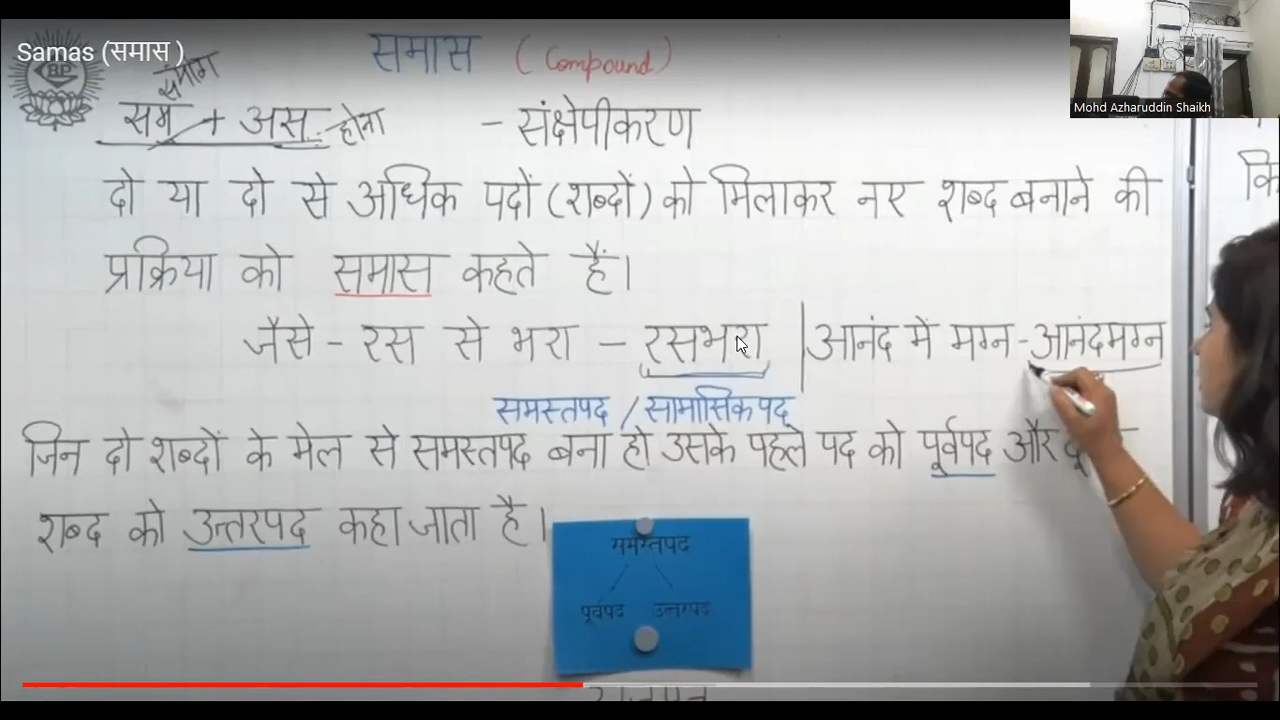 Samas (समास )
समास ( Compound )
BP
सम् + अस् होना - संक्षेपीकरण
दो या दो से अधिक पदों (शब्दों) को मिलाकर नए शब्द बनाने की
प्रक्रिया को समास कहते हैं।
जैसे - रस से भरा - रसभरा | आनंद में मग्न - आनंदमग्न
समस्तपद / सामासिक पद
जिन दो शब्दों के मेल से समस्तपद बना हो उसके पहले पद को पूर्वपद और दू
शब्द को उत्तरपद कहा जाता है।
समस्तपद
पूर्वपद उत्तरपद
Mohd Azharuddin Shaikh
कि